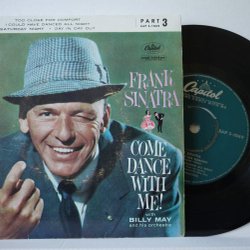 TOO CLOSE FOR COMFORT
I COULD HAVE DANCED ALL NIGHT
SATURDAY NIGHT • DAY IN DAY OUT
PART 3
Capitol
FRANK
SINATRA
COME
DANCE
WITH
ME!
with
BILLY MAY
and his orchestra
Capitol